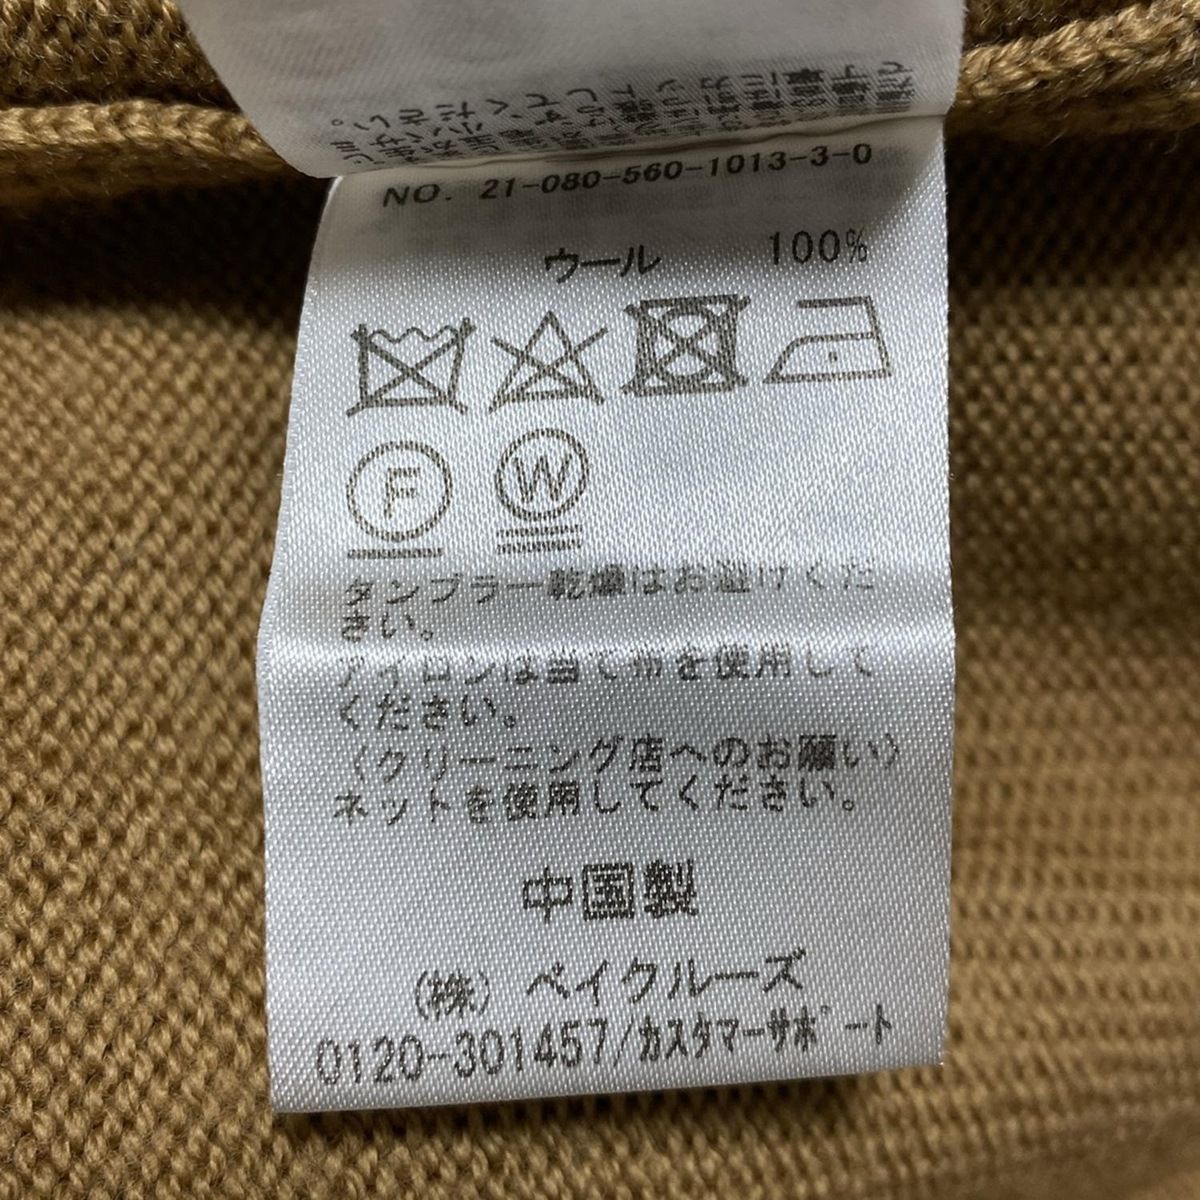 NO. 21-080-560-1013-3-0
ウール 100%
F W
タンブラー乾燥はお避けくだ
さい。
アイロンは当て布を使用して
ください。
〈クリーニング店へのお願い〉
ネットを使用してください。
中国製
(株) ベイクルーズ
0120-301457/カスタマーサポート